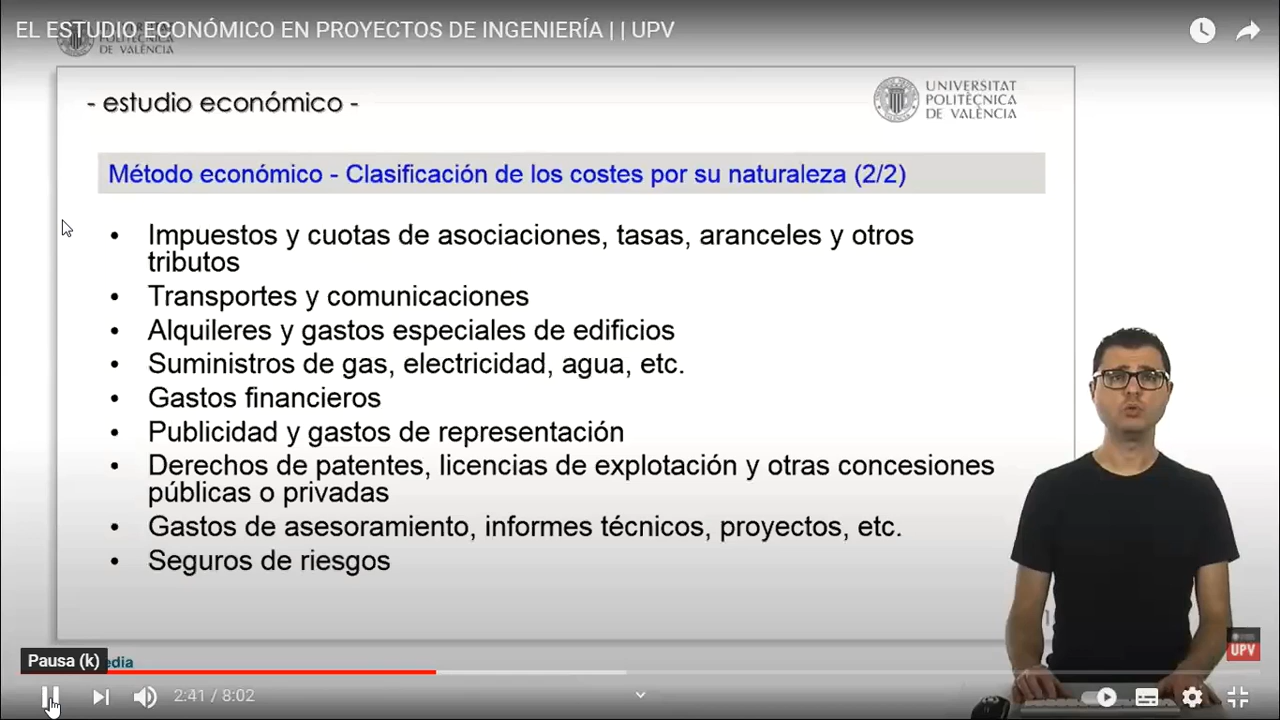 EL ESTUDIO ECONÓMICO EN PROYECTOS DE INGENIERÍA | | UPV
DE VALÈNCIA
- estudio económico -
UNIVERSITAT
POLITÈCNICA
DE VALÈNCIA
Método económico - Clasificación de los costes por su naturaleza (2/2)
• Impuestos y cuotas de asociaciones, tasas, aranceles y otros
tributos
• Transportes y comunicaciones
• Alquileres y gastos especiales de edificios
• Suministros de gas, electricidad, agua, etc.
• Gastos financieros
• Publicidad y gastos de representación
• Derechos de patentes, licencias de explotación y otras concesiones
públicas o privadas
• Gastos de asesoramiento, informes técnicos, proyectos, etc.
• Seguros de riesgos
UPV
Pausa (k)
2:41 / 8:02